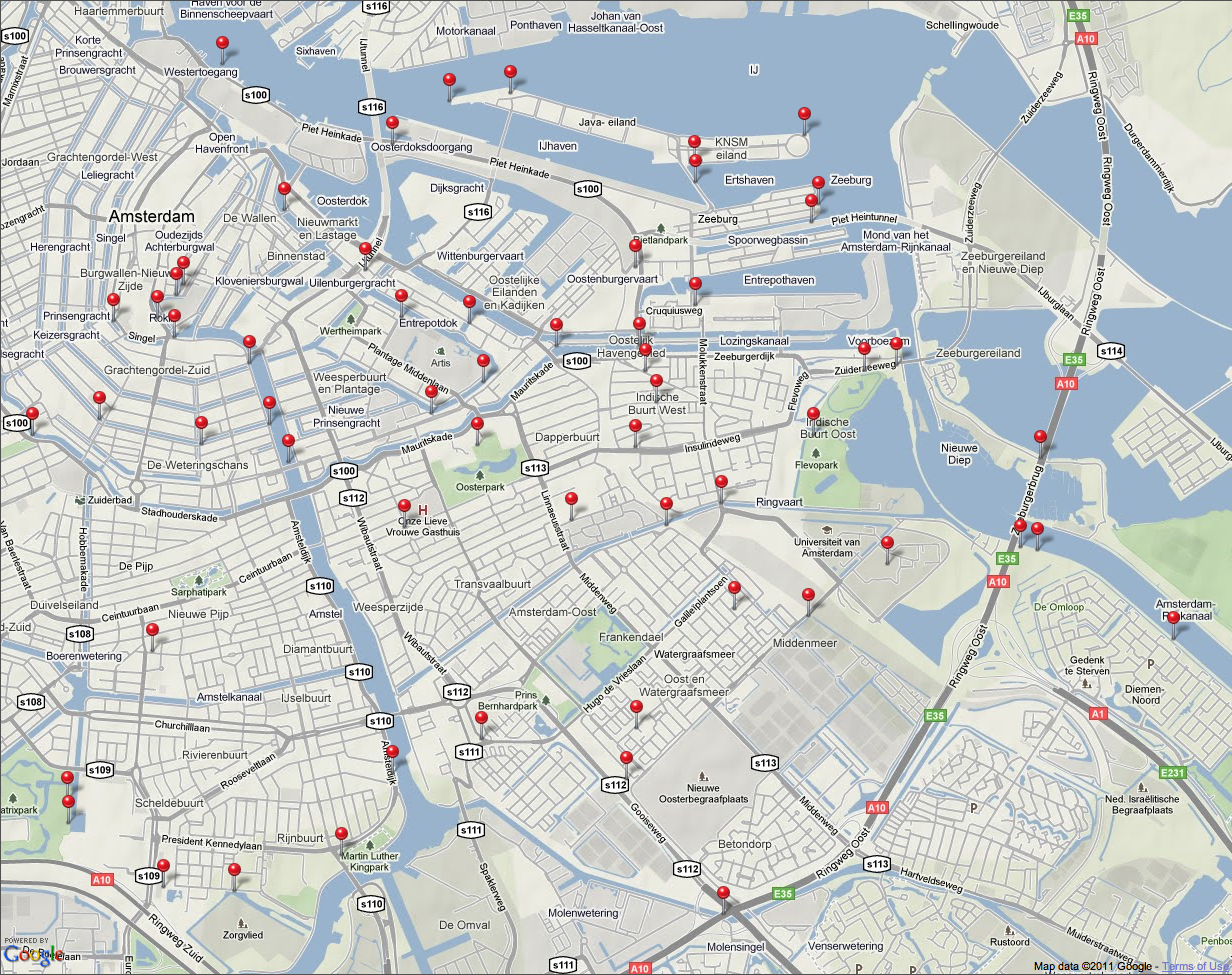 Haarlemmerbuurt
Haven voor de
Binnenscheepvaart
s116
Motorkanaal
Ponthaven
Johan van
Hasseltkanaal-Oost
Schellingwoude
E35
A10
s100
Korte
Prinsengracht
Brouwersgracht
Marnixstraat
Westertoegang
Sixhaven
IJtunnel
IJ
s100
s116
Zuiderzeeweg
Ringweg Oost
Durgerdammerdijk
Java- eiland
KNSM
eiland
Piet Heinkade
Oosterdoksdoorgang
IJhaven
Open
Havenfront
Jordaan
Grachtengordel-West
Leliegracht
Piet Heinkade
Ertshaven
Zeeburg
Dijksgracht
s100
Ringweg Oost
Oosterdok
s116
De Wallen
Amsterdam
Nieuwmarkt
en Lastage
Zeeburg
Piet Heintunnel
Zuiderzeeweg
Singel
Oudezijds
Achterburgwal
Herengracht
Rietlandpark
Spoorwegbassin
Mond van het
Amsterdam-Rijnkanaal
Binnenstad
IJtunnel
Wittenburgervaart
Zeeburgereiland
en Nieuwe Diep
Burgwallen-Nieuwe
Zijde
Kloveniersburgwal
Uilenburgergracht
Oostelijke
Eilanden
en Kadijken
Oostenburgervaart
Entrepothaven
IJburglaan
Ringweg Oost
Prinsengracht
Rokin
Entrepotdok
Cruquiusweg
Wertheimpark
Keizersgracht
Singel
Oostelijk
Havengebied
Lozingskanaal
Voorboezem
s114
Grachtengordel-Zuid
Plantage Middenlaan
Artis
s100
Zeeburgerdijk
Zeeburgereiland
E35
Weesperbuurt
en Plantage
Mauritskade
Molukkenstraat
Flevoweg
Zuiderzeeweg
A10
Indische
Buurt West
Nieuwe
Prinsengracht
s100
Indische
Buurt Oost
Mauritskade
Dapperbuurt
Insulindeweg
Nieuwe
Diep
De Weteringschans
s100
s113
Flevopark
Oosterpark
Zuiderbad
s112
Linnaeusstraat
Ringvaart
Zeeburgerbrug
Stadhouderskade
H
Onze Lieve
Vrouwe Gasthuis
Van Baerlestraat
Hobbemakade
Amsteldijk
Wibautstraat
Universiteit van
Amsterdam
E35
De Pijp
Ceintuurbaan
Sarphatipark
s110
Transvaalbuurt
Middenweg
Galileiplantsoen
A10
Duivelseiland
Ceintuurbaan
Nieuwe Pijp
Amstel
Weesperzijde
Amsterdam-Oost
De Omloop
Amsterdam-
Rijnkanaal
s108
Diamantbuurt
Wibautstraat
Frankendael
Middenmeer
Boerenwetering
Watergraafsmeer
Gedenk
te Sterven
P
s110
Hugo de Vrieslaan
Oost en
Watergraafsmeer
Ringweg Oost
Diemen-
Noord
s108
Amstelkanaal
IJselbuurt
s112
Prins
Bernhardpark
P
Churchilllaan
s110
E35
A1
Rivierenbuurt
Amsteldijk
s111
s109
Rooseveltlaan
s113
E231
s112
Nieuwe
Oosterbegraafplaats
Scheldebuurt
A10
P
Ned. Israëlitische
Begraafplaats
Gooiseweg
Middenweg
President Kennedylaan
Rijnbuurt
s111
Betondorp
Martin Luther
Kingpark
Ringweg Oost
s113
s109
A10
s112
Hartveldseweg
Spaklerweg
E35
s110
Molenwetering
De Omval
Ringweg Zuid
Zorgvlied
Molensingel
Venserwetering
Rustoord
Muiderstraatweg
POWERED BY
Google
s111
A10
P
P
Map data ©2011 Google - Terms of Use